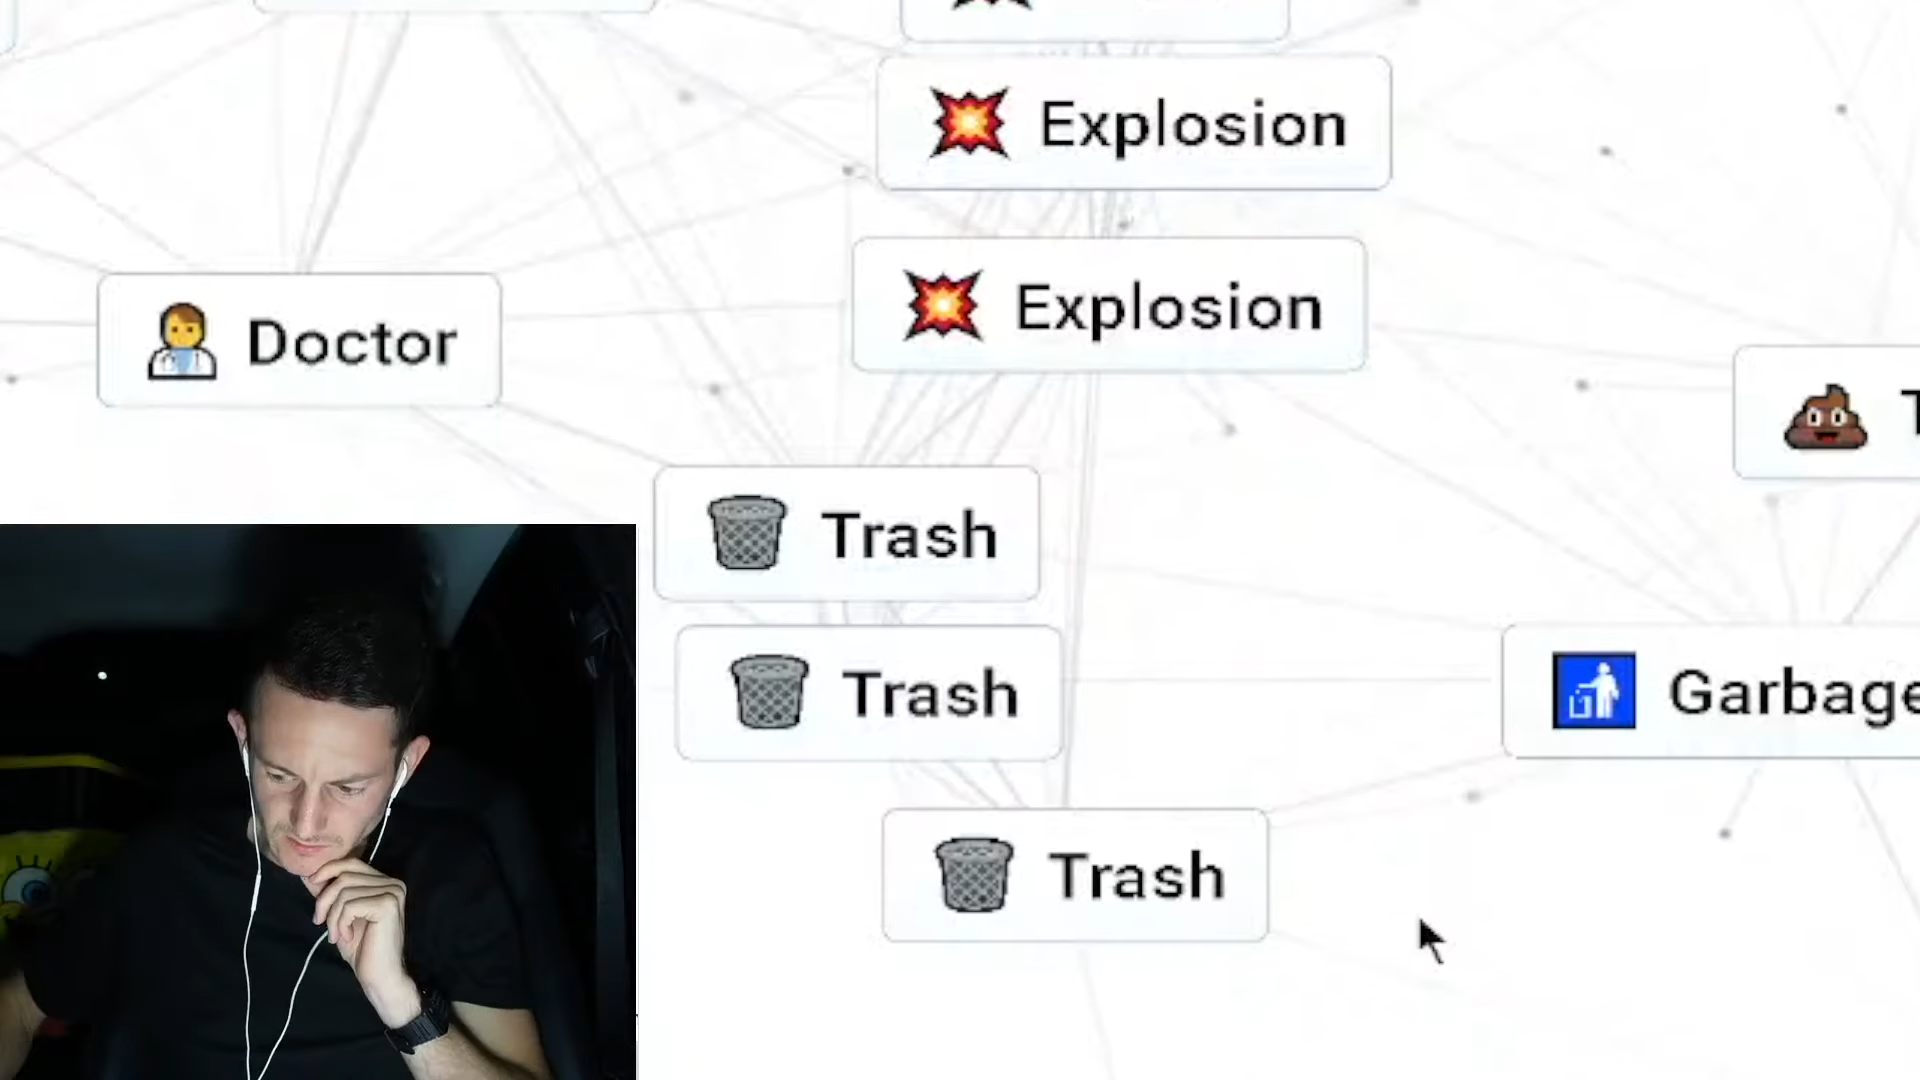 Explosion
Explosion
Doctor
Trash
Trash
Garbage
Trash